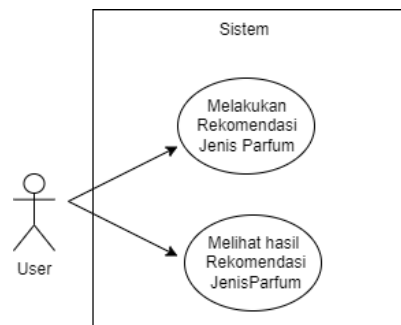 Sistem
Melakukan
Rekomendasi
Jenis Parfum
User
Melihat hasil
Rekomendasi
JenisParfum